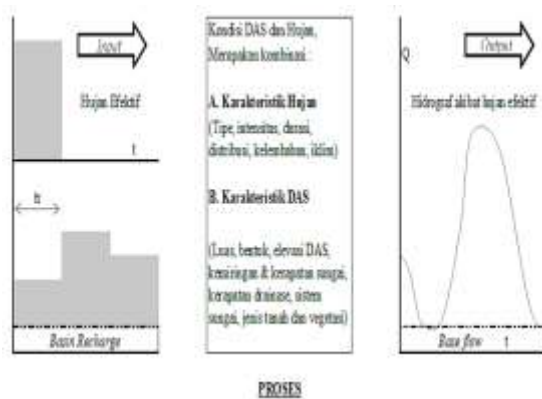 Input
Hujan Efektif
t
tr
Basin Recharge
Kondisi DAS dan Hujan,
Merupakan kombinasi :
A. Karakteristik Hujan
(Tipe, intensitas, durasi,
distribusi, kelembaban, iklim)
B. Karakteristik DAS
(Luas, bentuk, elevasi DAS,
kemiringan & kerapatan sungai,
kerapatan drainase, sistem
sungai, jenis tanah dan vegetasi)
PROSES
Output
Q
Hidrograf akibat hujan efektif
Base flow t